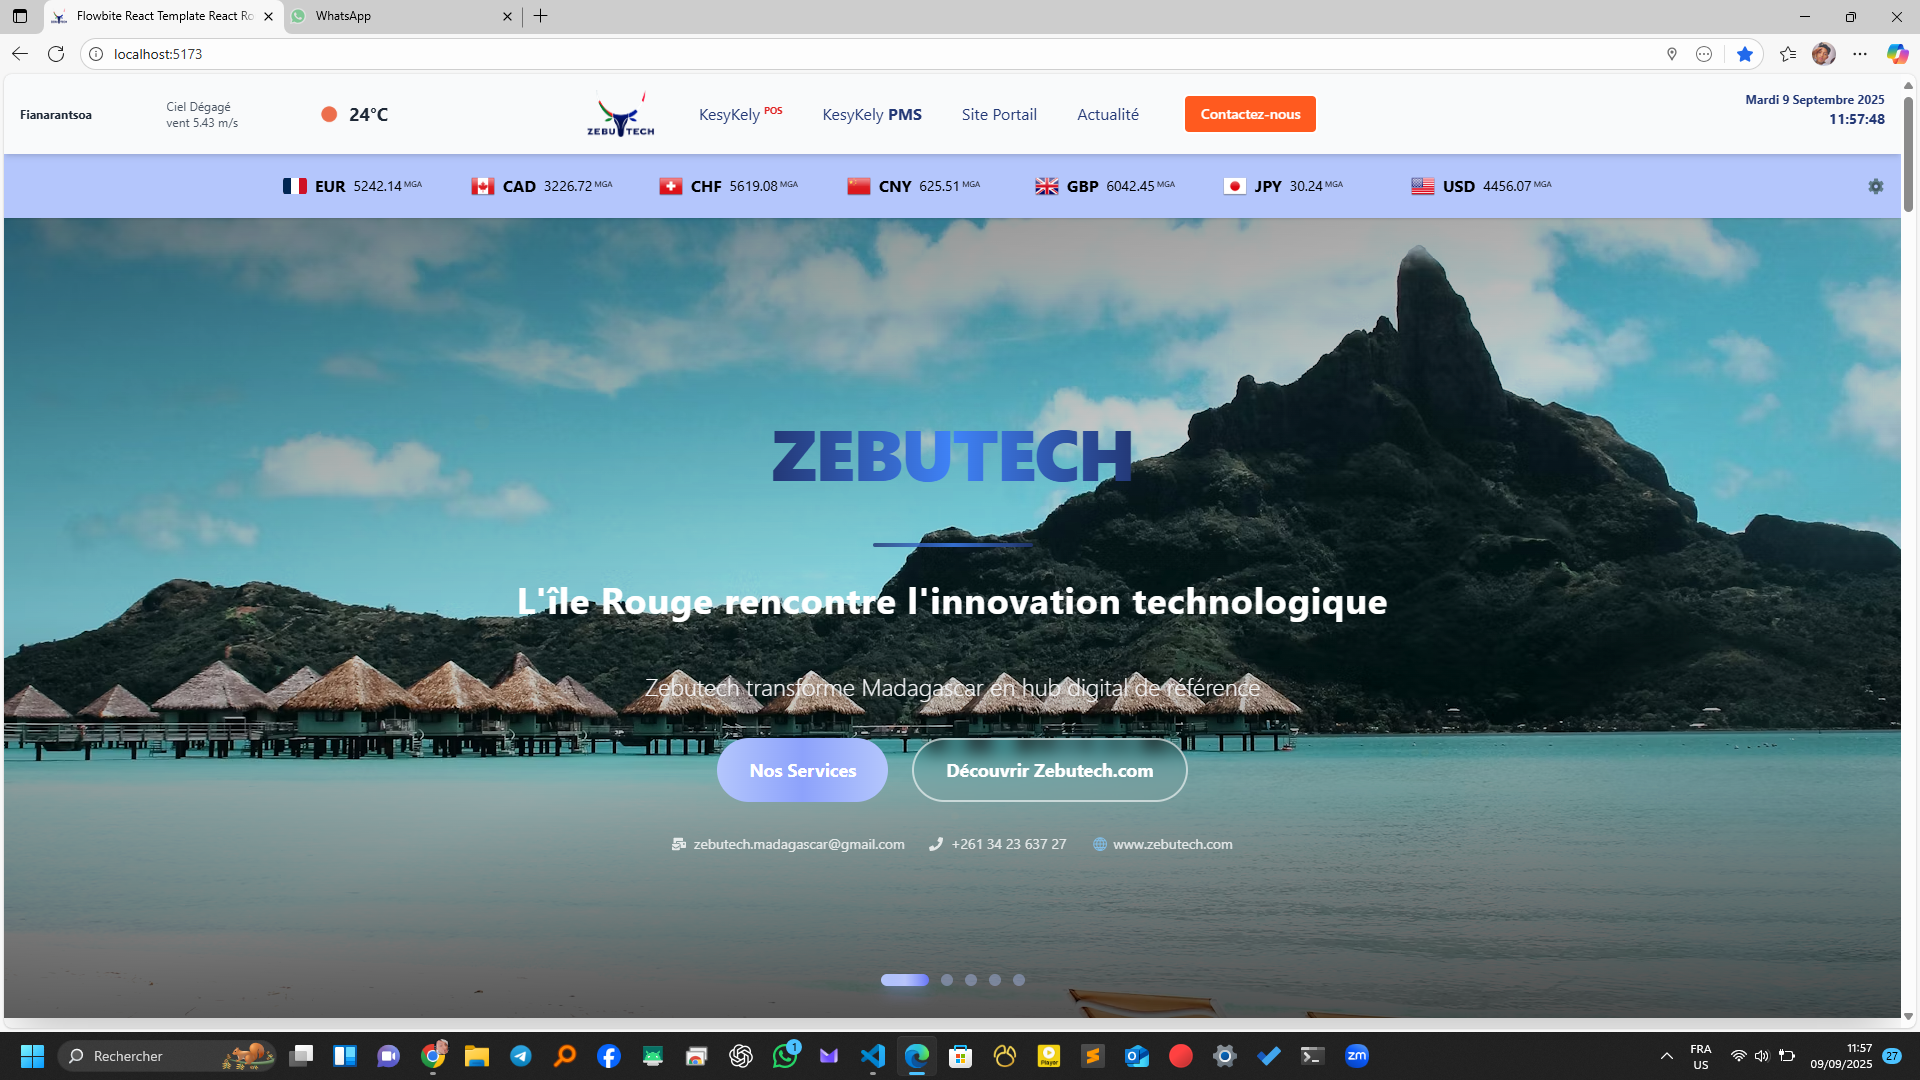 Flowbite React Template React Ro
WhatsApp
localhost:5173
Fianarantsoa
Ciel Dégagé
vent 5.43 m/s
24°C
ZEBUTECH
KesyKely POS
KesyKely PMS
Site Portail
Actualité
Contactez-nous
Mardi 9 Septembre 2025
11:57:48
EUR 5242.14 MGA
CAD 3226.72 MGA
CHF 5619.08 MGA
CNY 625.51 MGA
GBP 6042.45 MGA
JPY 30.24 MGA
USD 4456.07 MGA
ZEBUTECH
L'île Rouge rencontre l'innovation technologique
Zebutech transforme Madagascar en hub digital de référence
Nos Services
Découvrir Zebutech.com
zebutech.madagascar@gmail.com
+261 34 23 637 27
www.zebutech.com
Rechercher
1
Player
zm
FRA
US
11:57
09/09/2025
27